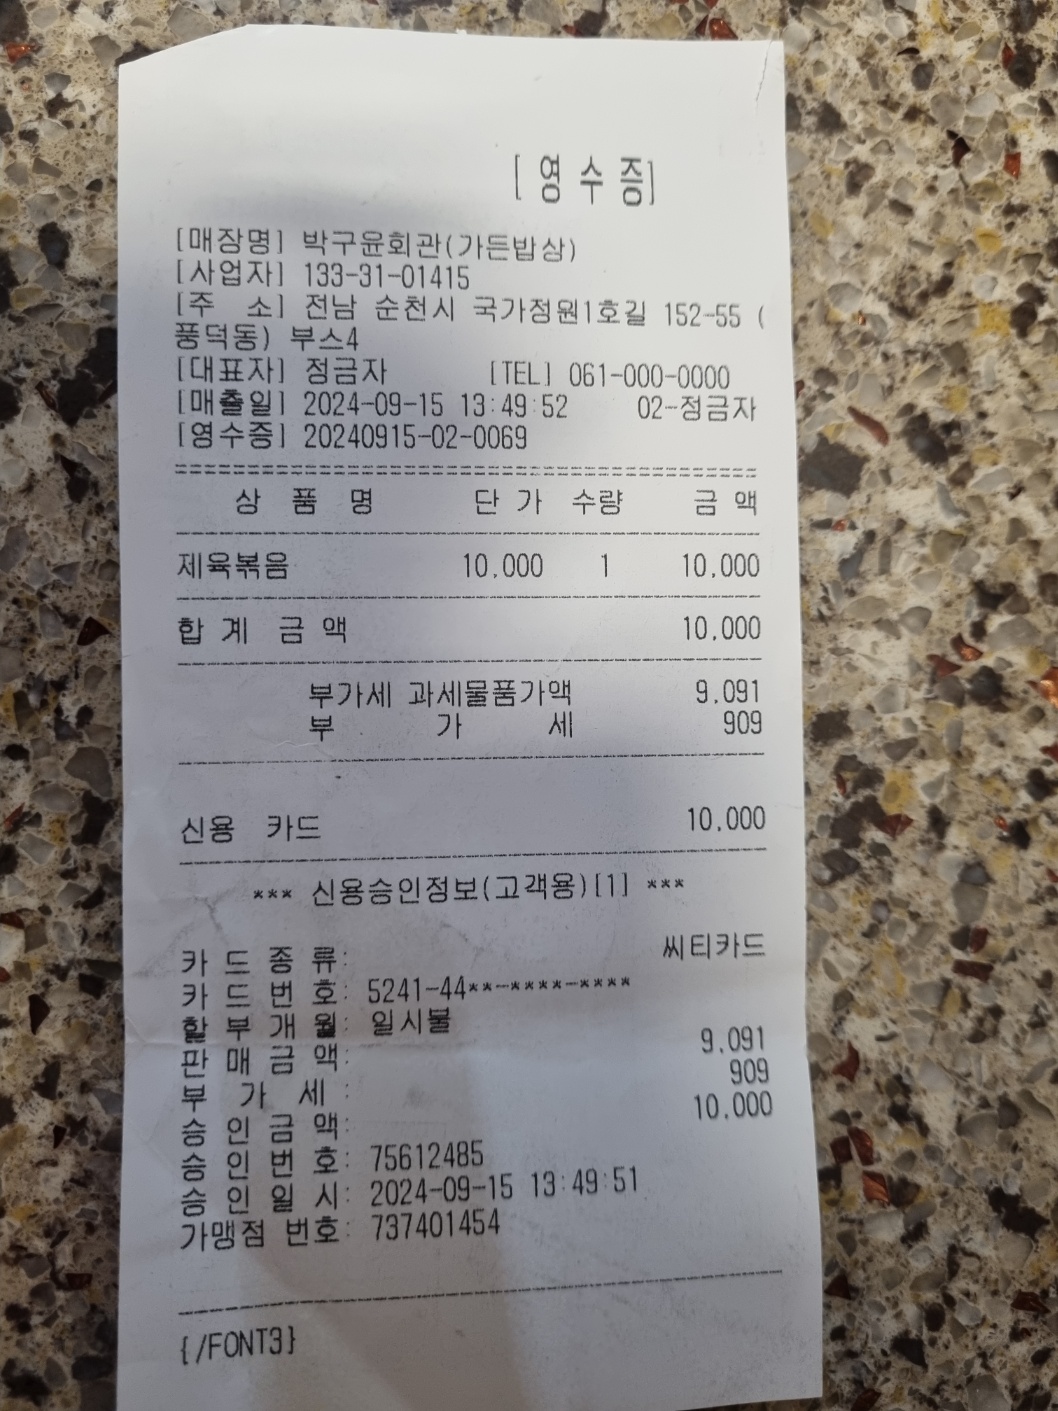 [영수증]
[매장명] 박구윤회관(가든밥상)
[사업자] 133-31-01415
[주 소] 전남 순천시 국가정원1호길 152-55 (
풍덕동) 부스4
[대표자] 정금자 [TEL] 061-000-0000
[매출일] 2024-09-15 13:49:52 02-정금자
[영수증] 20240915-02-0069
상 품 명 단 가 수량 금 액
제육볶음 10,000 1 10,000
합 계 금 액 10,000
부가세 과세물품가액 9,091
부 가 세 909
신용 카드 10,000
*** 신용승인정보(고객용)[1] ***
카 드 종 류: 씨티카드
카 드 번 호: 5241-44**-****-****
할 부 개 월: 일시불
판 매 금 액: 9,091
부 가 세 : 909
승 인 금 액: 10,000
승 인 번 호: 75612485
승 인 일 시: 2024-09-15 13:49:51
가맹점 번호: 737401454
{/FONT3}